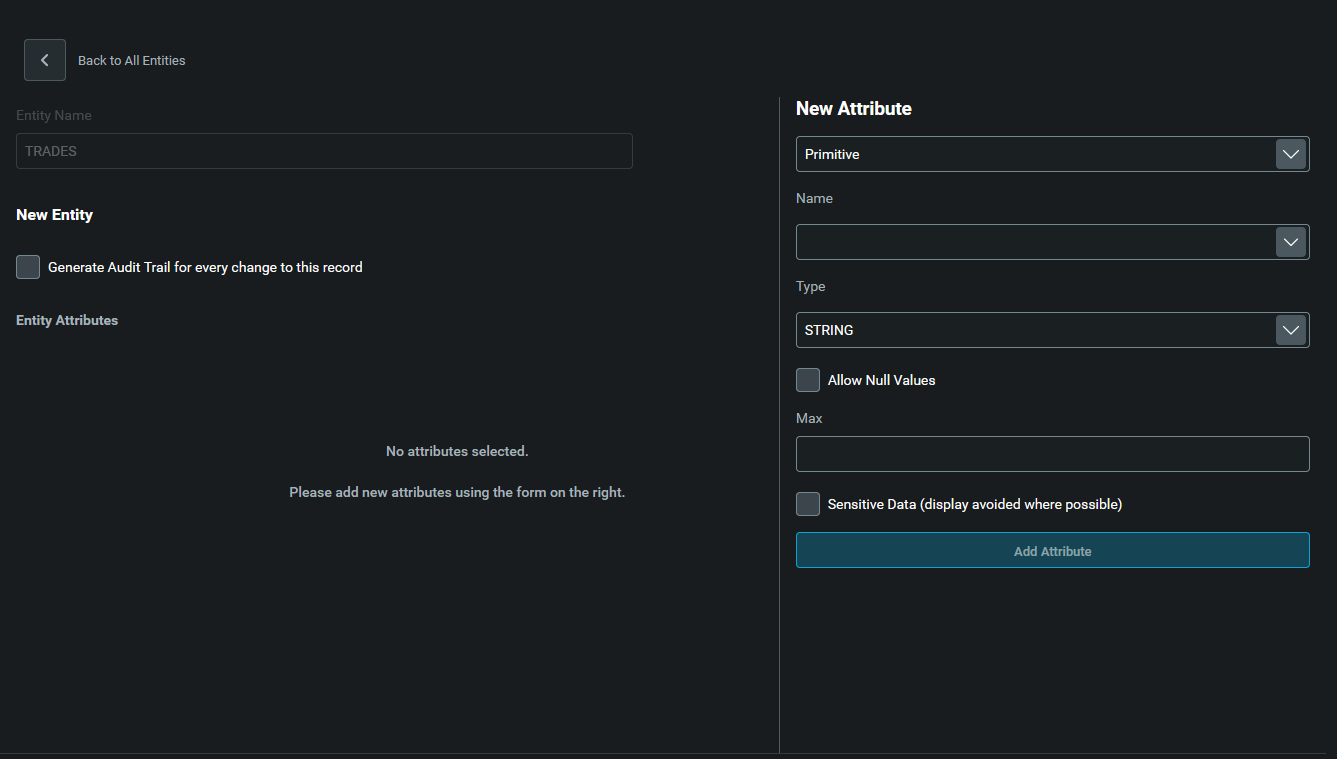 Back to All Entities
Entity Name
TRADES
New Entity
Generate Audit Trail for every change to this record
Entity Attributes
No attributes selected.
Please add new attributes using the form on the right.
New Attribute
Primitive
Name
Type
STRING
Allow Null Values
Max
Sensitive Data (display avoided where possible)
Add Attribute